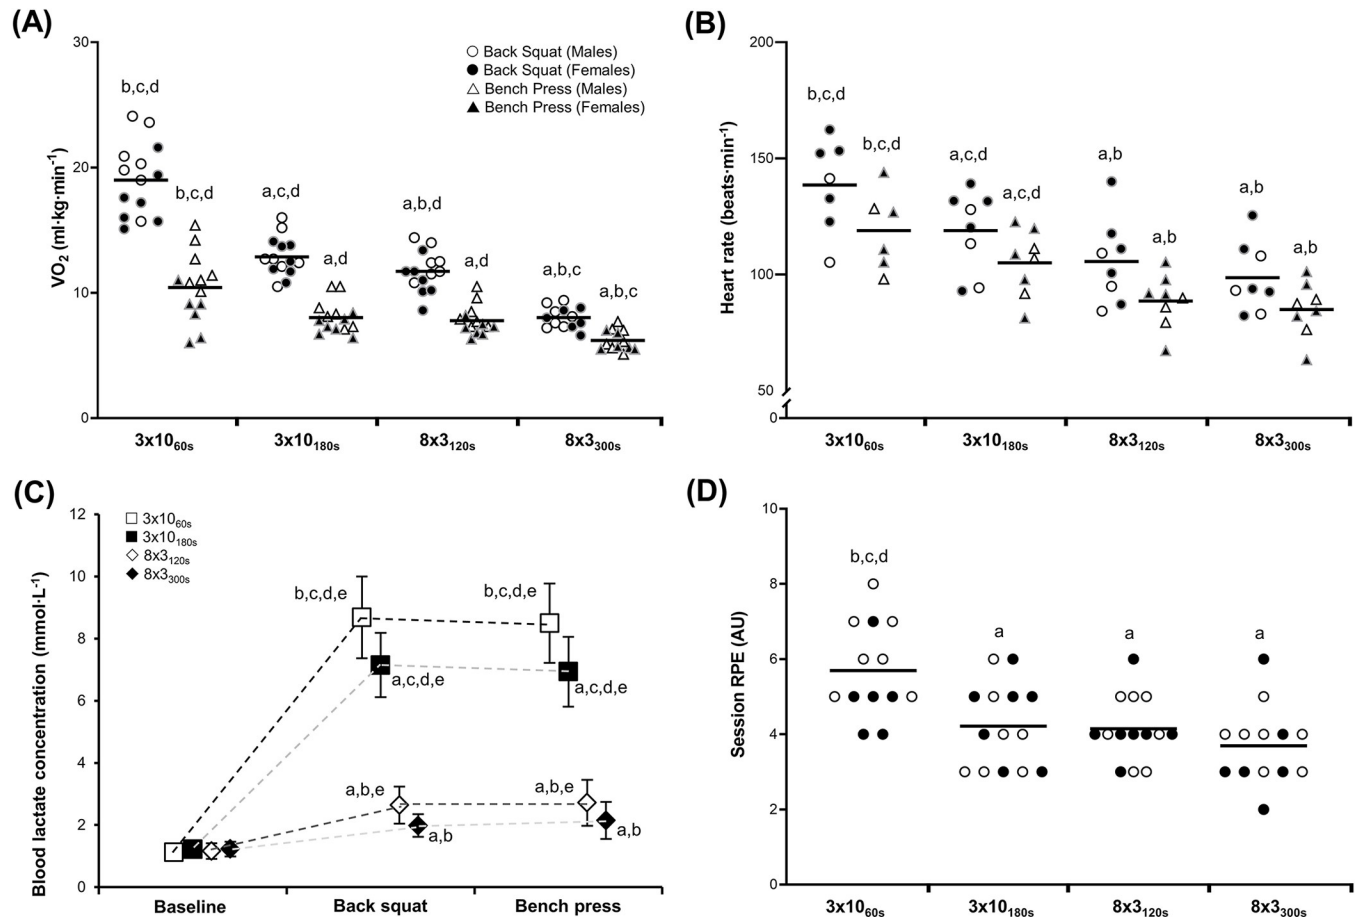 (A)
30
20
10
0
VO₂ (ml·kg·min⁻¹)
Back Squat (Males)
Back Squat (Females)
Bench Press (Males)
Bench Press (Females)
b,c,d
b,c,d
a,c,d
a,d
a,b,d
a,d
a,b,c
a,b,c
3x10₆₀ₛ
3x10₁₈₀ₛ
8x3₁₂₀ₛ
8x3₃₀₀ₛ
(B)
200
150
100
50
0
Heart rate (beats·min⁻¹)
b,c,d
b,c,d
a,c,d
a,c,d
a,b
a,b
a,b
a,b
3x10₆₀ₛ
3x10₁₈₀ₛ
8x3₁₂₀ₛ
8x3₃₀₀ₛ
(C)
12
10
8
6
4
2
0
Blood lactate concentration (mmol·L⁻¹)
3x10₆₀ₛ
3x10₁₈₀ₛ
8x3₁₂₀ₛ
8x3₃₀₀ₛ
b,c,d,e
b,c,d,e
a,c,d,e
a,c,d,e
a,b,e
a,b,e
a,b
a,b
Baseline
Back squat
Bench press
(D)
10
8
6
4
2
0
Session RPE (AU)
b,c,d
a
a
a
3x10₆₀ₛ
3x10₁₈₀ₛ
8x3₁₂₀ₛ
8x3₃₀₀ₛ